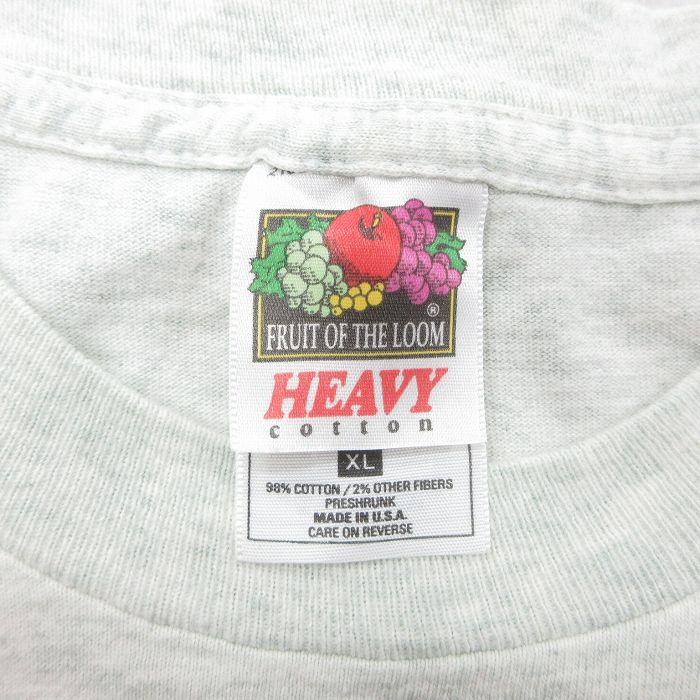 FRUIT OF THE LOOM ®
HEAVY
cotton
XL
98% COTTON / 2% OTHER FIBERS
PRESHRUNK
MADE IN U.S.A.
CARE ON REVERSE